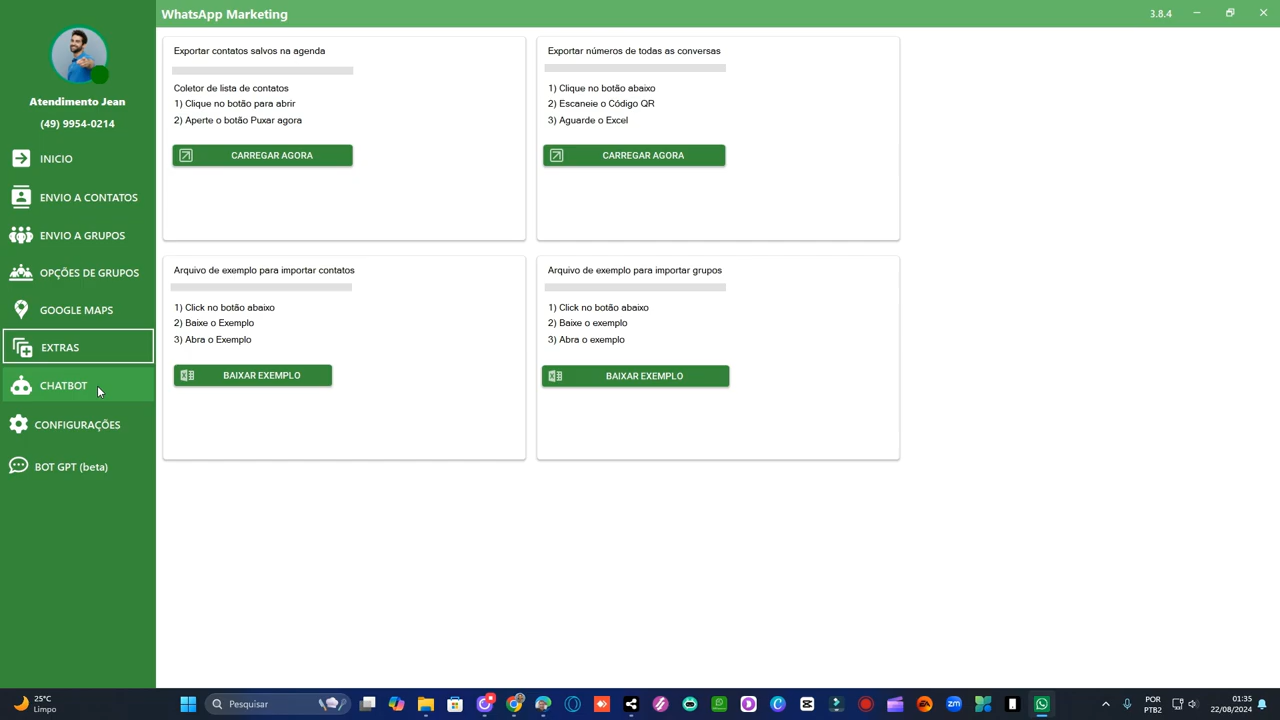 WhatsApp Marketing
3.8.4
Atendimento Jean
(49) 9954-0214
INICIO
ENVIO A CONTATOS
ENVIO A GRUPOS
OPÇÕES DE GRUPOS
GOOGLE MAPS
EXTRAS
CHATBOT
CONFIGURAÇÕES
BOT GPT (beta)
Exportar contatos salvos na agenda
Coletor de lista de contatos
1) Clique no botão para abrir
2) Aperte o botão Puxar agora
CARREGAR AGORA
Exportar números de todas as conversas
1) Clique no botão abaixo
2) Escaneie o Código QR
3) Aguarde o Excel
CARREGAR AGORA
Arquivo de exemplo para importar contatos
1) Click no botão abaixo
2) Baixe o Exemplo
3) Abra o Exemplo
BAIXAR EXEMPLO
Arquivo de exemplo para importar grupos
1) Click no botão abaixo
2) Baixe o exemplo
3) Abra o exemplo
BAIXAR EXEMPLO
25°C
Limpo
Pesquisar
POR
PTB2
01:35
22/08/2024